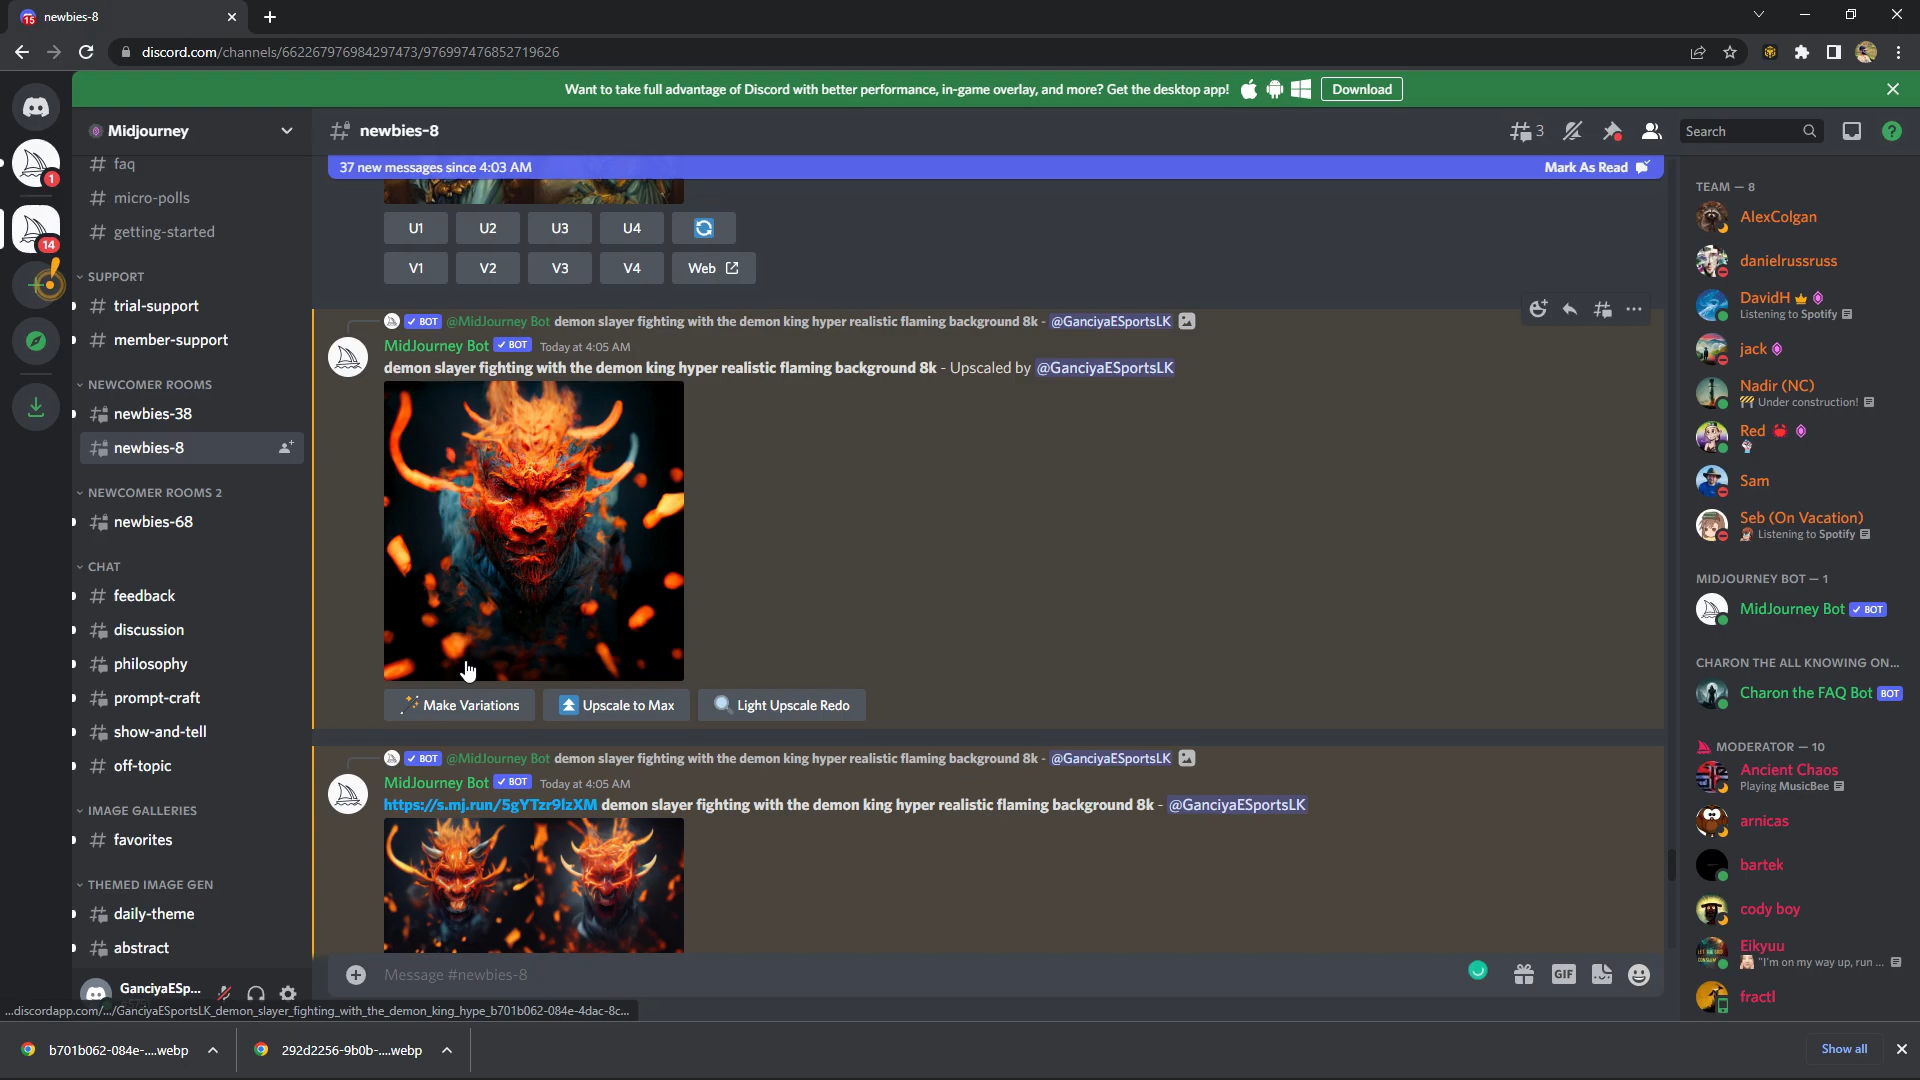 15
newbies-8
discord.com/channels/662267976984297473/976997476852719626
Want to take full advantage of Discord with better performance, in-game overlay, and more? Get the desktop app!
Download
1
14
Midjourney
faq
micro-polls
getting-started
SUPPORT
trial-support
member-support
NEWCOMER ROOMS
newbies-38
newbies-8
NEWCOMER ROOMS 2
newbies-68
CHAT
feedback
discussion
philosophy
prompt-craft
show-and-tell
off-topic
IMAGE GALLERIES
favorites
THEMED IMAGE GEN
daily-theme
abstract
GanciyaESp...
newbies-8
3
Search
37 new messages since 4:03 AM
Mark As Read
U1 U2 U3 U4
V1 V2 V3 V4 Web
BOT @MidJourney Bot demon slayer fighting with the demon king hyper realistic flaming background 8k - @GanciyaESportsLK
MidJourney Bot BOT Today at 4:05 AM
demon slayer fighting with the demon king hyper realistic flaming background 8k - Upscaled by @GanciyaESportsLK
Make Variations Upscale to Max Light Upscale Redo
BOT @MidJourney Bot demon slayer fighting with the demon king hyper realistic flaming background 8k - @GanciyaESportsLK
MidJourney Bot BOT Today at 4:05 AM
https://s.mj.run/5gYTzr9lzXM demon slayer fighting with the demon king hyper realistic flaming background 8k - @GanciyaESportsLK
Message #newbies-8
GIF
TEAM — 8
AlexColgan
danielrussruss
DavidH
Listening to Spotify
jack
Nadir (NC)
Under construction!
Red
Sam
Seb (On Vacation)
Listening to Spotify
MIDJOURNEY BOT — 1
MidJourney Bot BOT
CHARON THE ALL KNOWING ON...
Charon the FAQ Bot BOT
MODERATOR — 10
Ancient Chaos
Playing MusicBee
arnicas
bartek
cody boy
Eikyuu
"I'm on my way up, run ...
fractl
...discordapp.com/.../GanciyaESportsLK_demon_slayer_fighting_with_the_demon_king_hype_b701b062-084e-4dac-8c...
b701b062-084e-....webp
292d2256-9b0b-....webp
Show all